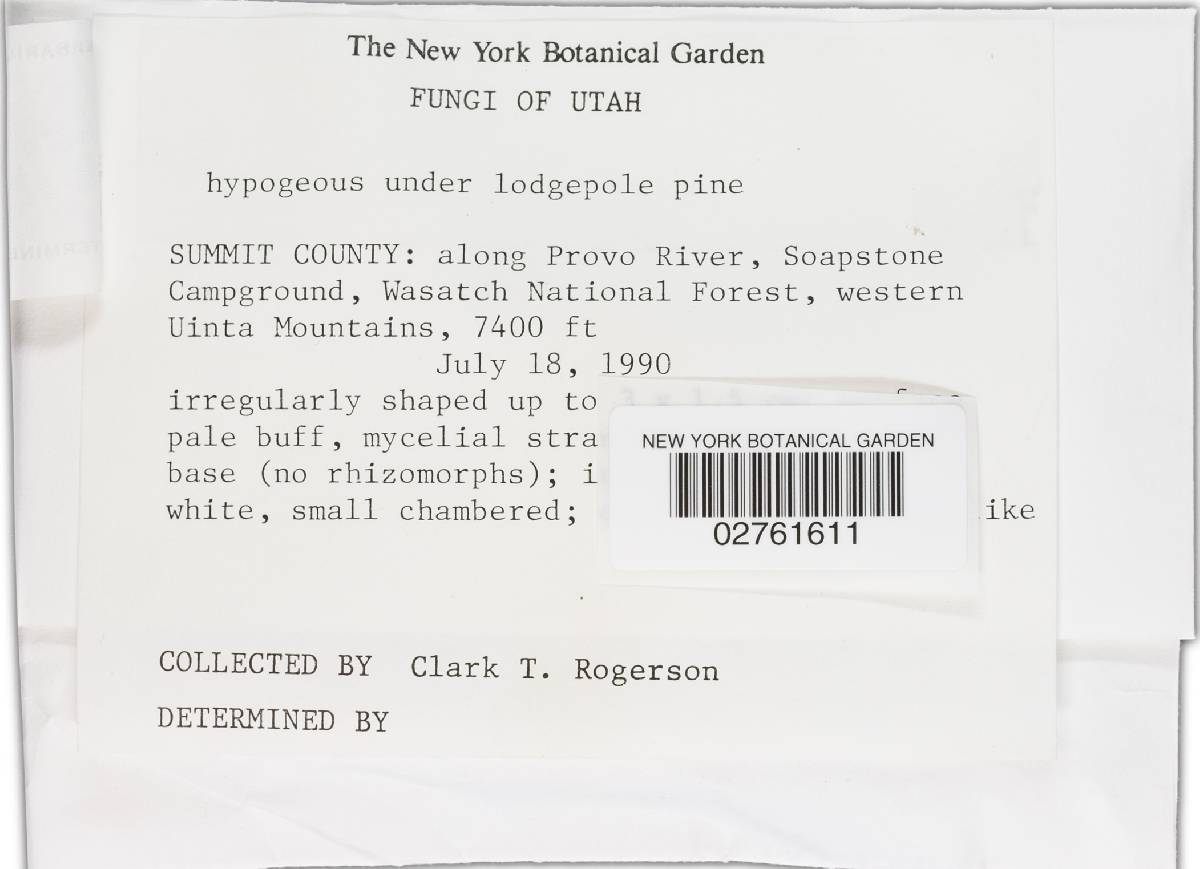 The New York Botanical Garden
FUNGI OF UTAH
hypogeous under lodgepole pine
SUMMIT COUNTY: along Provo River, Soapstone
Campground, Wasatch National Forest, western
Uinta Mountains, 7400 ft
July 18, 1990
irregularly shaped up to
pale buff, mycelial stra
base (no rhizomorphs); i
white, small chambered; ike
NEW YORK BOTANICAL GARDEN
02761611
COLLECTED BY Clark T. Rogerson
DETERMINED BY